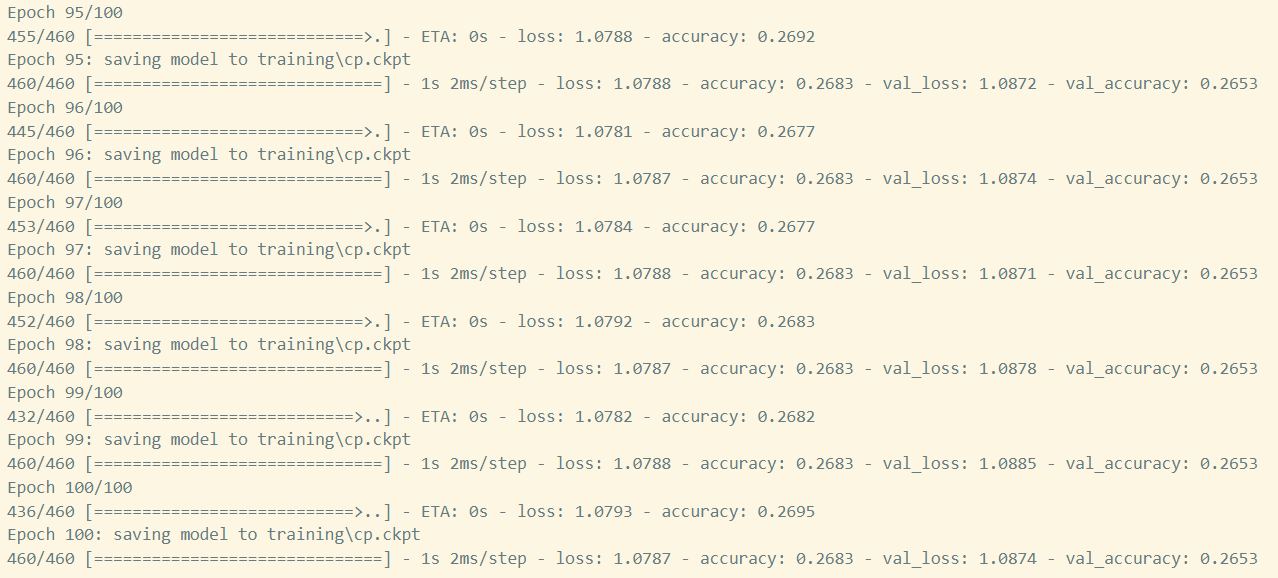 Epoch 95/100
455/460 [============================>.] - ETA: 0s - loss: 1.0788 - accuracy: 0.2692
Epoch 95: saving model to training\cp.ckpt
460/460 [==============================] - 1s 2ms/step - loss: 1.0788 - accuracy: 0.2683 - val_loss: 1.0872 - val_accuracy: 0.2653
Epoch 96/100
445/460 [============================>.] - ETA: 0s - loss: 1.0781 - accuracy: 0.2677
Epoch 96: saving model to training\cp.ckpt
460/460 [==============================] - 1s 2ms/step - loss: 1.0787 - accuracy: 0.2683 - val_loss: 1.0874 - val_accuracy: 0.2653
Epoch 97/100
453/460 [============================>.] - ETA: 0s - loss: 1.0784 - accuracy: 0.2677
Epoch 97: saving model to training\cp.ckpt
460/460 [==============================] - 1s 2ms/step - loss: 1.0788 - accuracy: 0.2683 - val_loss: 1.0871 - val_accuracy: 0.2653
Epoch 98/100
452/460 [============================>.] - ETA: 0s - loss: 1.0792 - accuracy: 0.2683
Epoch 98: saving model to training\cp.ckpt
460/460 [==============================] - 1s 2ms/step - loss: 1.0787 - accuracy: 0.2683 - val_loss: 1.0878 - val_accuracy: 0.2653
Epoch 99/100
432/460 [===========================>..] - ETA: 0s - loss: 1.0782 - accuracy: 0.2682
Epoch 99: saving model to training\cp.ckpt
460/460 [==============================] - 1s 2ms/step - loss: 1.0788 - accuracy: 0.2683 - val_loss: 1.0885 - val_accuracy: 0.2653
Epoch 100/100
436/460 [===========================>..] - ETA: 0s - loss: 1.0793 - accuracy: 0.2695
Epoch 100: saving model to training\cp.ckpt
460/460 [==============================] - 1s 2ms/step - loss: 1.0787 - accuracy: 0.2683 - val_loss: 1.0874 - val_accuracy: 0.2653